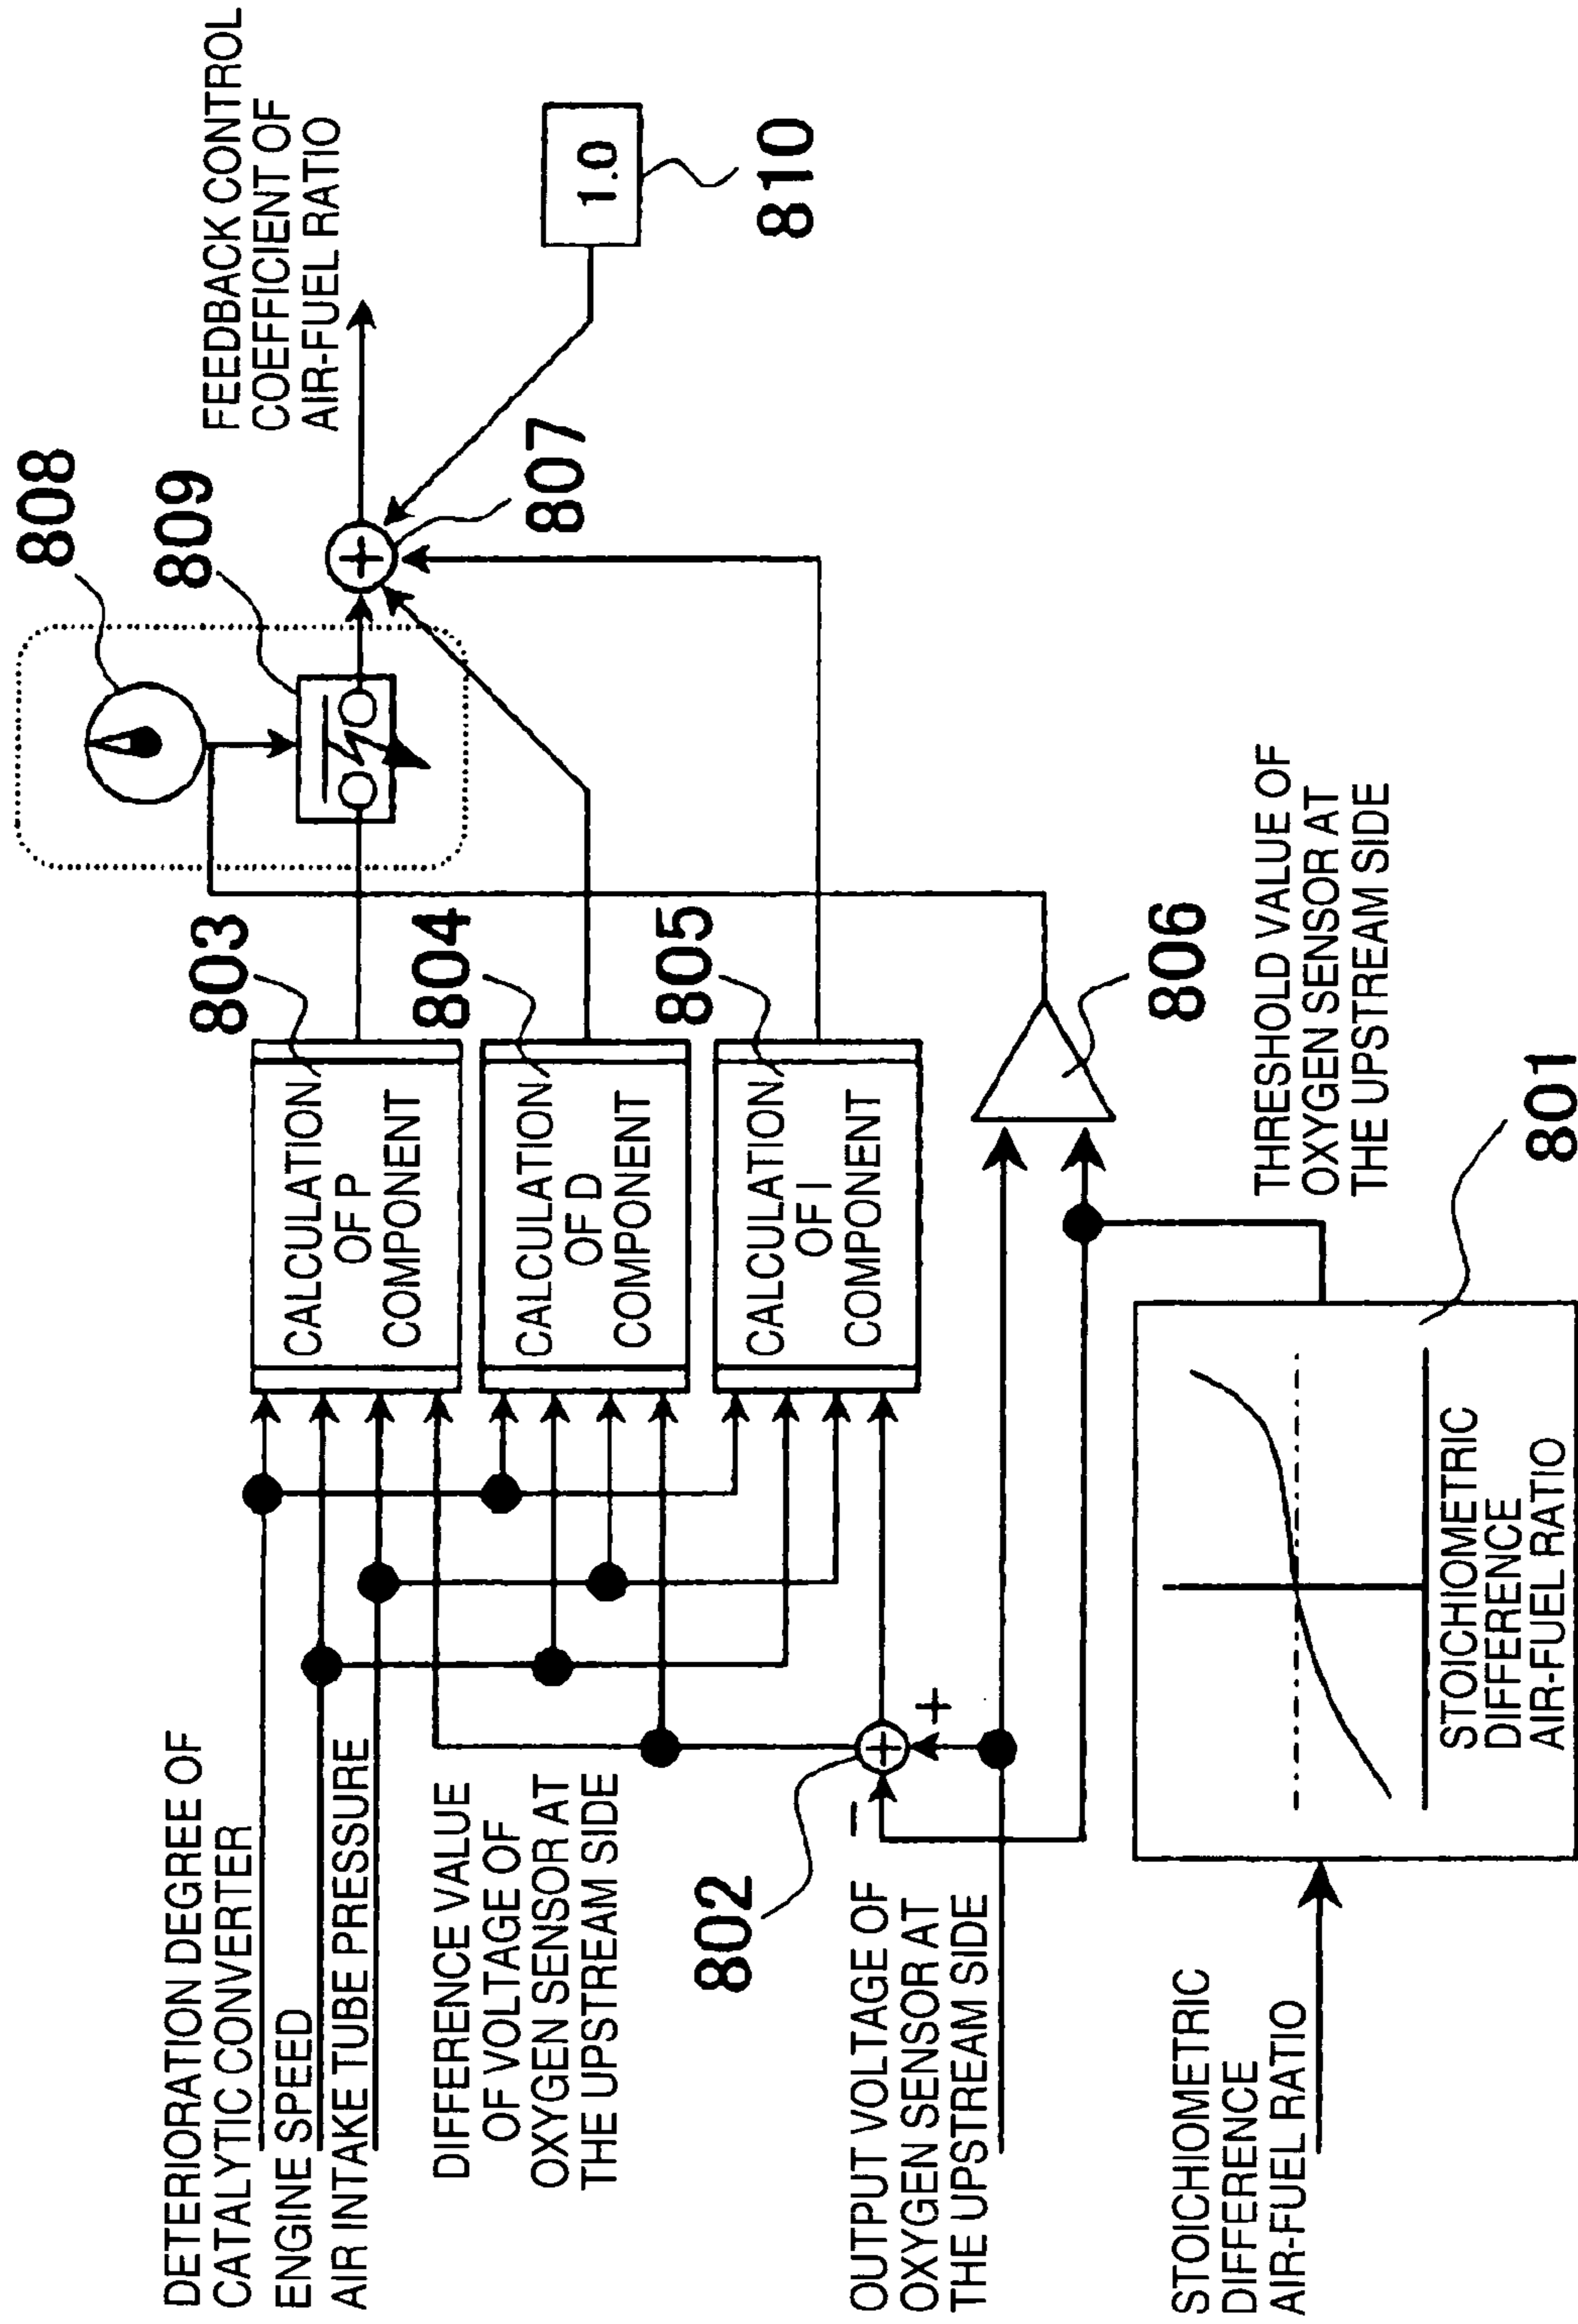 DETERIORATION DEGREE OF
CATALYTIC CONVERTER
ENGINE SPEED
AIR INTAKE TUBE PRESSURE
DIFFERENCE VALUE
OF VOLTAGE OF
OXYGEN SENSOR AT
THE UPSTREAM SIDE
802
OUTPUT VOLTAGE OF
OXYGEN SENSOR AT
THE UPSTREAM SIDE
STOICHIOMETRIC
DIFFERENCE
AIR-FUEL RATIO
−
+
+
803
CALCULATION
OF P
COMPONENT
804
CALCULATION
OF D
COMPONENT
805
CALCULATION
OF I
COMPONENT
806
THRESHOLD VALUE OF
OXYGEN SENSOR AT
THE UPSTREAM SIDE
801
STOICHIOMETRIC
DIFFERENCE
AIR-FUEL RATIO
808
809
+
807
FEEDBACK CONTROL
COEFFICIENT OF
AIR-FUEL RATIO
1.0
810